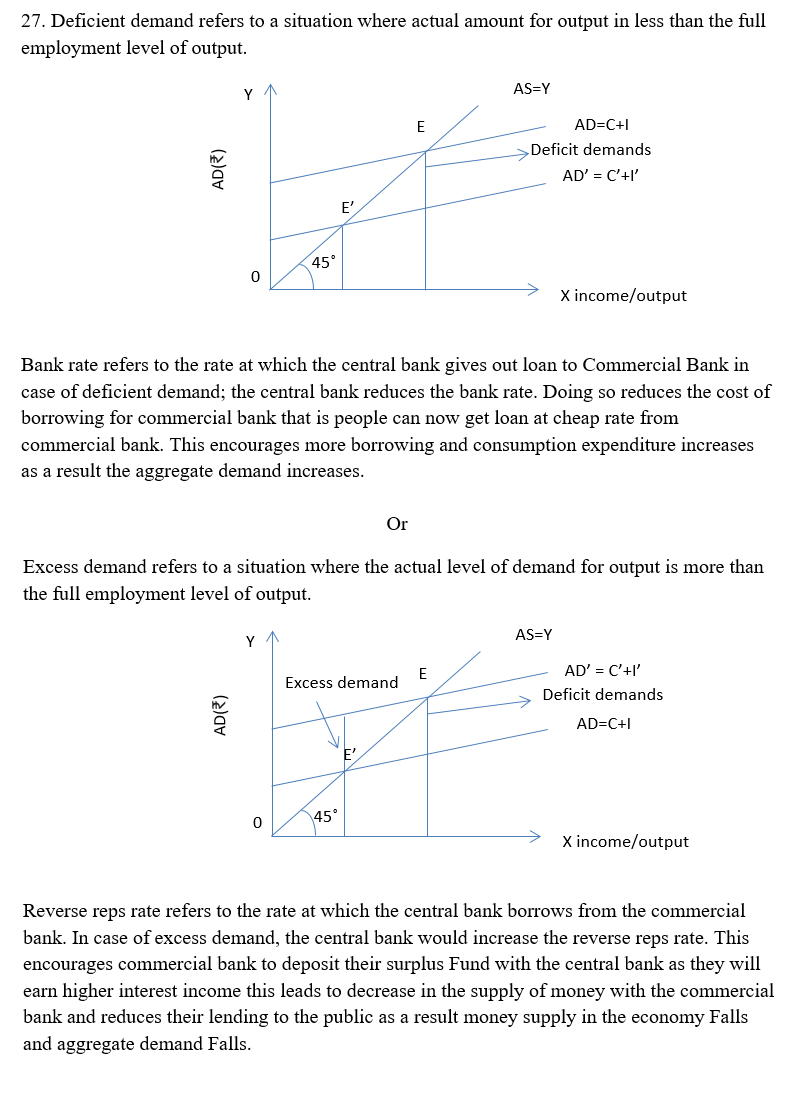 27. Deficient demand refers to a situation where actual amount for output in less than the full
employment level of output.
Y
AS=Y
E
AD=C+I
Deficit demands
AD(₹)
AD′ = C′+I′
E′
45°
0
X income/output
Bank rate refers to the rate at which the central bank gives out loan to Commercial Bank in
case of deficient demand; the central bank reduces the bank rate. Doing so reduces the cost of
borrowing for commercial bank that is people can now get loan at cheap rate from
commercial bank. This encourages more borrowing and consumption expenditure increases
as a result the aggregate demand increases.
Or
Excess demand refers to a situation where the actual level of demand for output is more than
the full employment level of output.
Y
AS=Y
E
AD′ = C′+I′
Excess demand
Deficit demands
AD(₹)
AD=C+I
E′
45°
0
X income/output
Reverse reps rate refers to the rate at which the central bank borrows from the commercial
bank. In case of excess demand, the central bank would increase the reverse reps rate. This
encourages commercial bank to deposit their surplus Fund with the central bank as they will
earn higher interest income this leads to decrease in the supply of money with the commercial
bank and reduces their lending to the public as a result money supply in the economy Falls
and aggregate demand Falls.